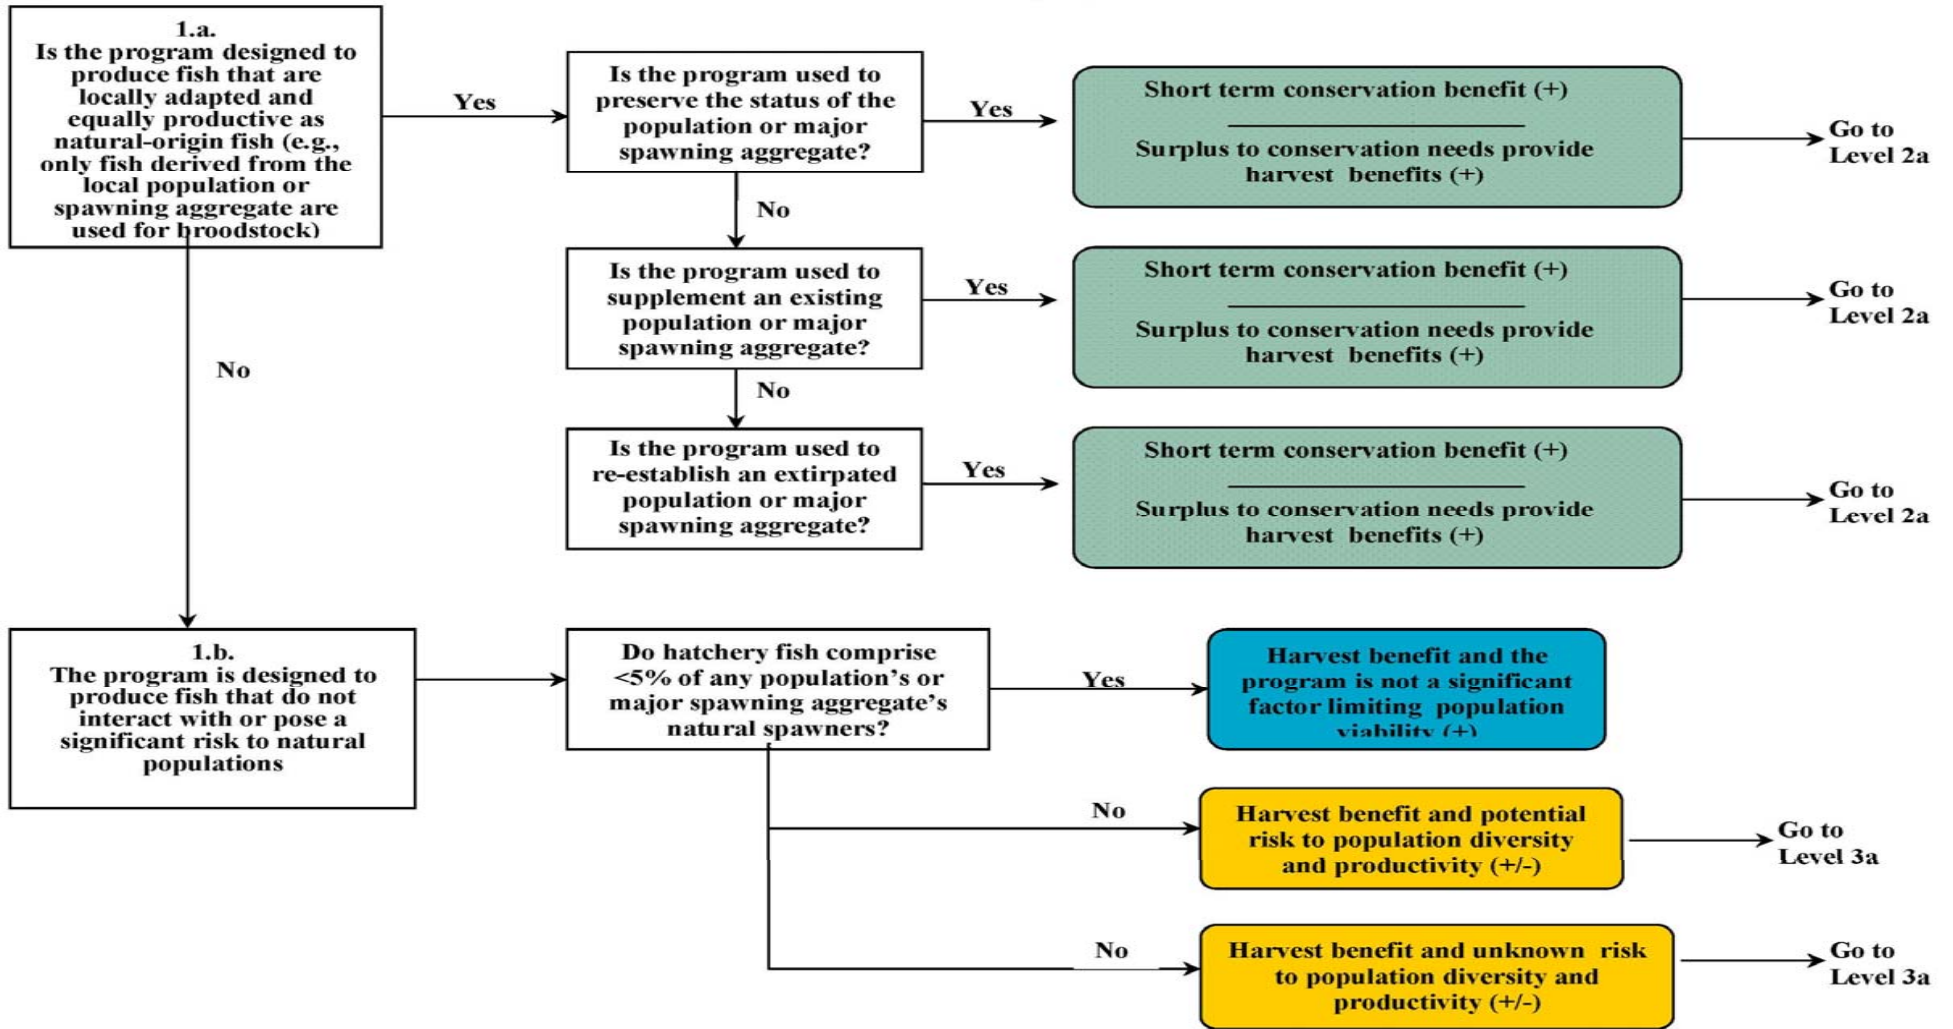 1.a.
Is the program designed to
produce fish that are
locally adapted and
equally productive as
natural-origin fish (e.g.,
only fish derived from the
local population or
spawning aggregate are
used for broodstock)
Yes
Is the program used to
preserve the status of the
population or major
spawning aggregate?
Yes
Short term conservation benefit (+)
Surplus to conservation needs provide
harvest benefits (+)
Go to
Level 2a
No
Is the program used to
supplement an existing
population or major
spawning aggregate?
Yes
Short term conservation benefit (+)
Surplus to conservation needs provide
harvest benefits (+)
Go to
Level 2a
No
No
Is the program used to
re-establish an extirpated
population or major
spawning aggregate?
Yes
Short term conservation benefit (+)
Surplus to conservation needs provide
harvest benefits (+)
Go to
Level 2a
1.b.
The program is designed to
produce fish that do not
interact with or pose a
significant risk to natural
populations
Do hatchery fish comprise
<5% of any population’s or
major spawning aggregate’s
natural spawners?
Yes
Harvest benefit and the
program is not a significant
factor limiting population
viability (+)
No
Harvest benefit and potential
risk to population diversity
and productivity (+/-)
Go to
Level 3a
No
Harvest benefit and unknown risk
to population diversity and
productivity (+/-)
Go to
Level 3a